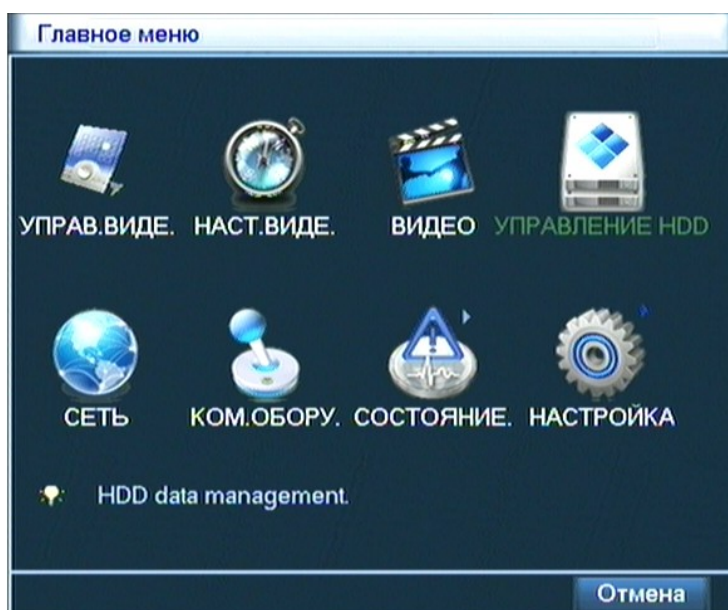 Главное меню
УПРАВ.ВИДЕ. НАСТ.ВИДЕ. ВИДЕО УПРАВЛЕНИЕ HDD
СЕТЬ КОМ.ОБОРУ. СОСТОЯНИЕ. НАСТРОЙКА
HDD data management.
Отмена